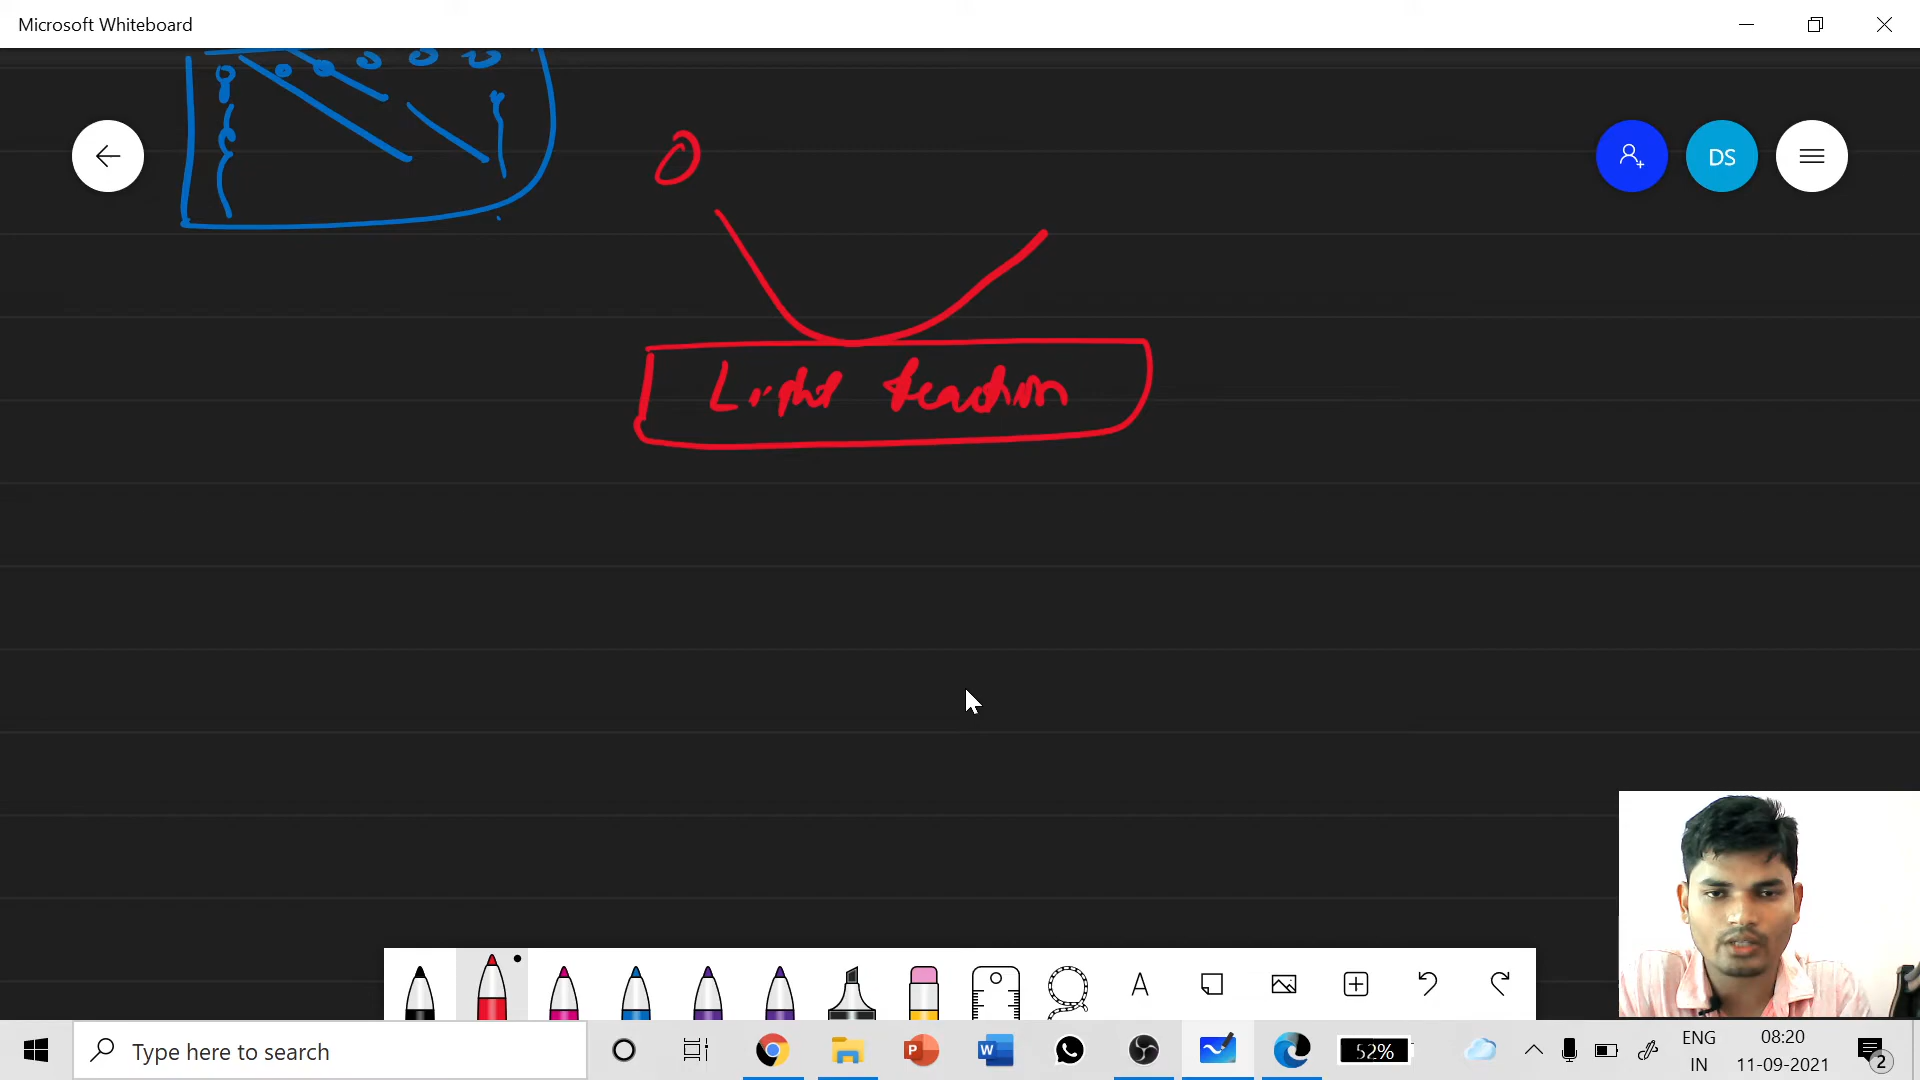 Microsoft Whiteboard
DS
Light reaction
A
Type here to search
52%
ENG
IN
08:20
11-09-2021
2